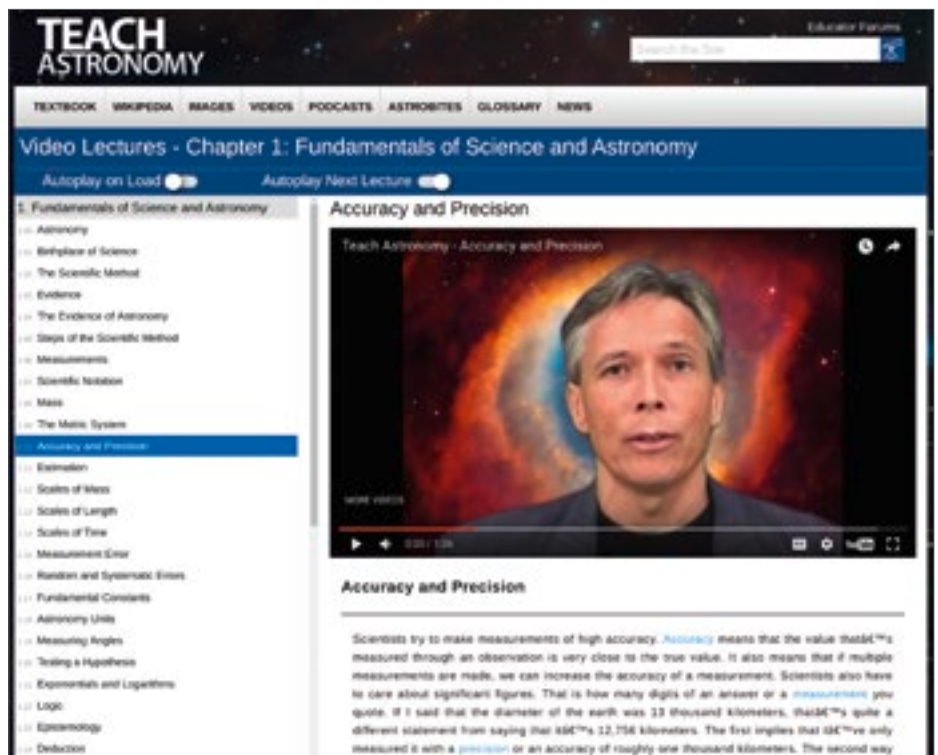 TEACH
ASTRONOMY
Educator Forums
Search the Site
TEXTBOOK WIKIPEDIA IMAGES VIDEOS PODCASTS ASTROBITES GLOSSARY NEWS
Video Lectures - Chapter 1: Fundamentals of Science and Astronomy
Autoplay on Load Autoplay Next Lecture
1. Fundamentals of Science and Astronomy
Astronomy
Birthplace of Science
The Scientific Method
Evidence
The Evidence of Astronomy
Steps of the Scientific Method
Measurements
Scientific Notation
Mass
The Metric System
Accuracy and Precision
Estimation
Scales of Mass
Scales of Length
Scales of Time
Measurement Error
Random and Systematic Errors
Fundamental Constants
Astronomy Units
Measuring Angles
Testing a Hypothesis
Exponentials and Logarithms
Logic
Epistemology
Deduction
Accuracy and Precision
Teach Astronomy - Accuracy and Precision
MORE VIDEOS
YouTube
Accuracy and Precision
Scientists try to make measurements of high accuracy. Accuracy means that the value thatâ€™s
measured through an observation is very close to the true value. It also means that if multiple
measurements are made, we can increase the accuracy of a measurement. Scientists also have
to care about significant figures. That is how many digits of an answer or a measurement you
quote. If I said that the diameter of the earth was 13 thousand kilometers, thatâ€™s quite a
different statement from saying that itâ€™s 12,756 kilometers. The first implies that Iâ€™ve only
measured it with a precision or an accuracy of roughly one thousand kilometers. The second way